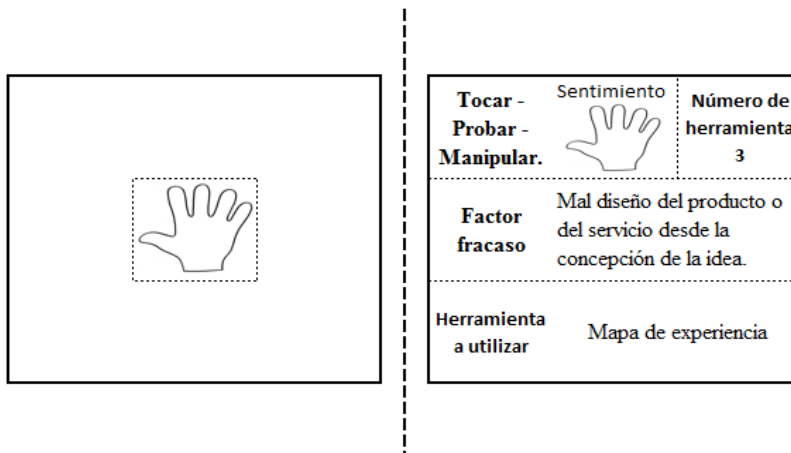 Tocar -
Probar -
Manipular.
Sentimiento
Número de
herramienta
3
Factor
fracaso
Mal diseño del producto o
del servicio desde la
concepción de la idea.
Herramienta
a utilizar
Mapa de experiencia